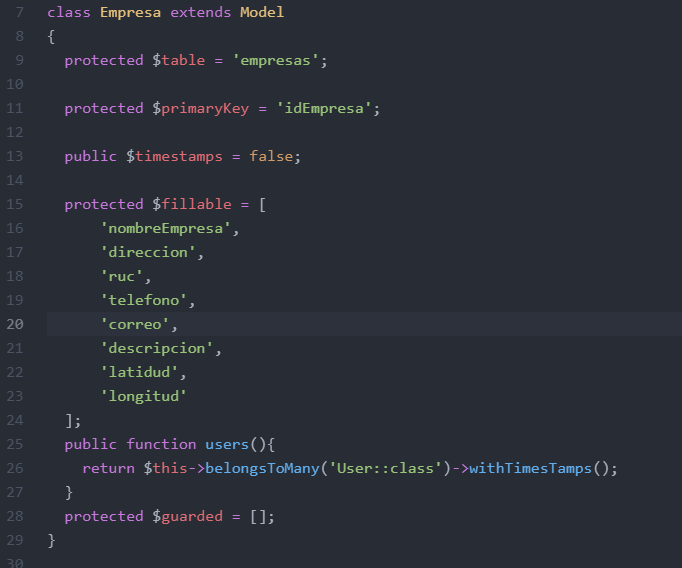 7 class Empresa extends Model
8 {
9 protected $table = 'empresas';
10
11 protected $primaryKey = 'idEmpresa';
12
13 public $timestamps = false;
14
15 protected $fillable = [
16 'nombreEmpresa',
17 'direccion',
18 'ruc',
19 'telefono',
20 'correo',
21 'descripcion',
22 'latidud',
23 'longitud'
24 ];
25 public function users(){
26 return $this->belongsToMany('User::class')->withTimesTamps();
27 }
28 protected $guarded = [];
29 }
30